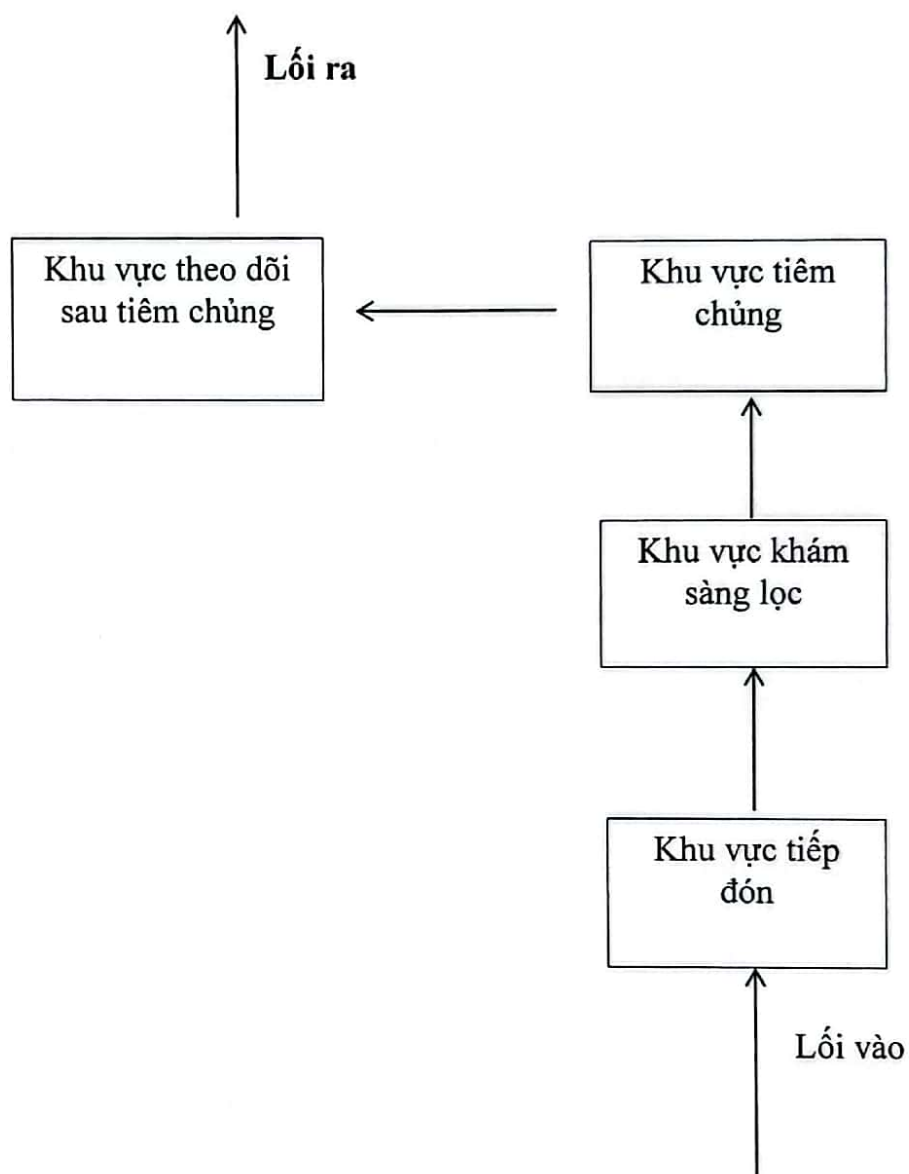 Lối ra
Khu vực theo dõi
sau tiêm chủng
Khu vực tiêm
chủng
Khu vực khám
sàng lọc
Khu vực tiếp
đón
Lối vào